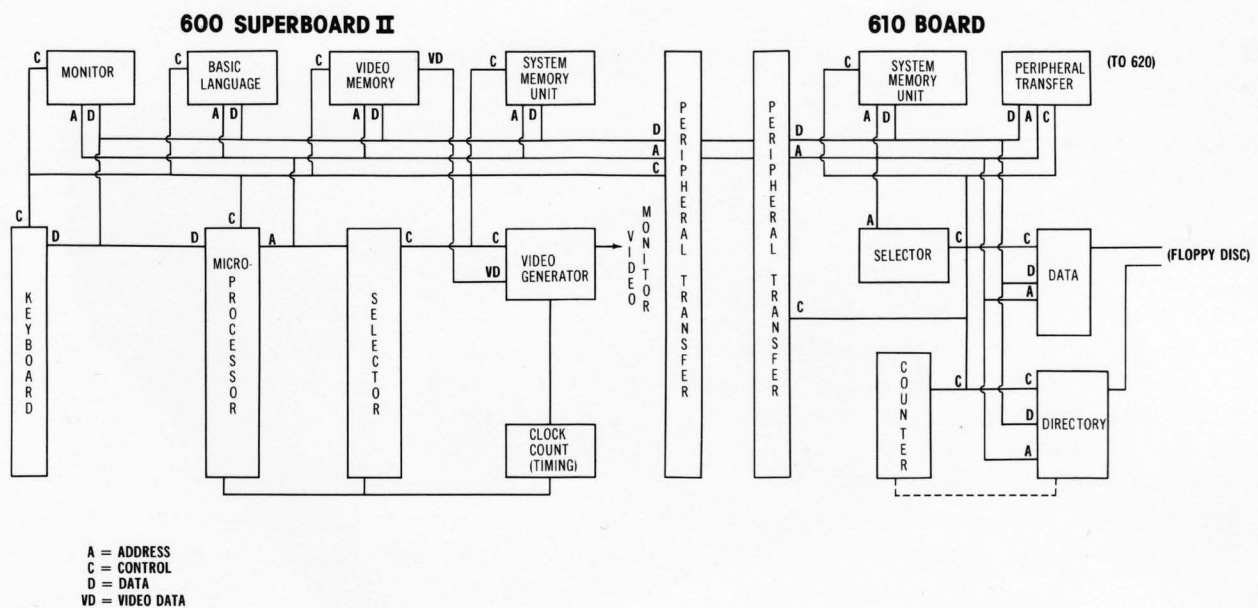 600 SUPERBOARD II
610 BOARD
C
MONITOR
A D
C
BASIC
LANGUAGE
A D
C
VIDEO
MEMORY
VD
A D
C
SYSTEM
MEMORY
UNIT
A D
D
A
C
PERIPHERAL TRANSFER
PERIPHERAL TRANSFER
D
A
C
C
SYSTEM
MEMORY
UNIT
A D
PERIPHERAL
TRANSFER
D A C
(TO 620)
C
KEYBOARD
D
D
C
MICRO-
PROCESSOR
A
SELECTOR
C
C
VD
VIDEO
GENERATOR
VIDEO
MONITOR
CLOCK
COUNT
(TIMING)
A
SELECTOR
C
C
D
A
DATA
(FLOPPY DISC)
COUNTER
C
C
D
A
DIRECTORY
A = ADDRESS
C = CONTROL
D = DATA
VD = VIDEO DATA